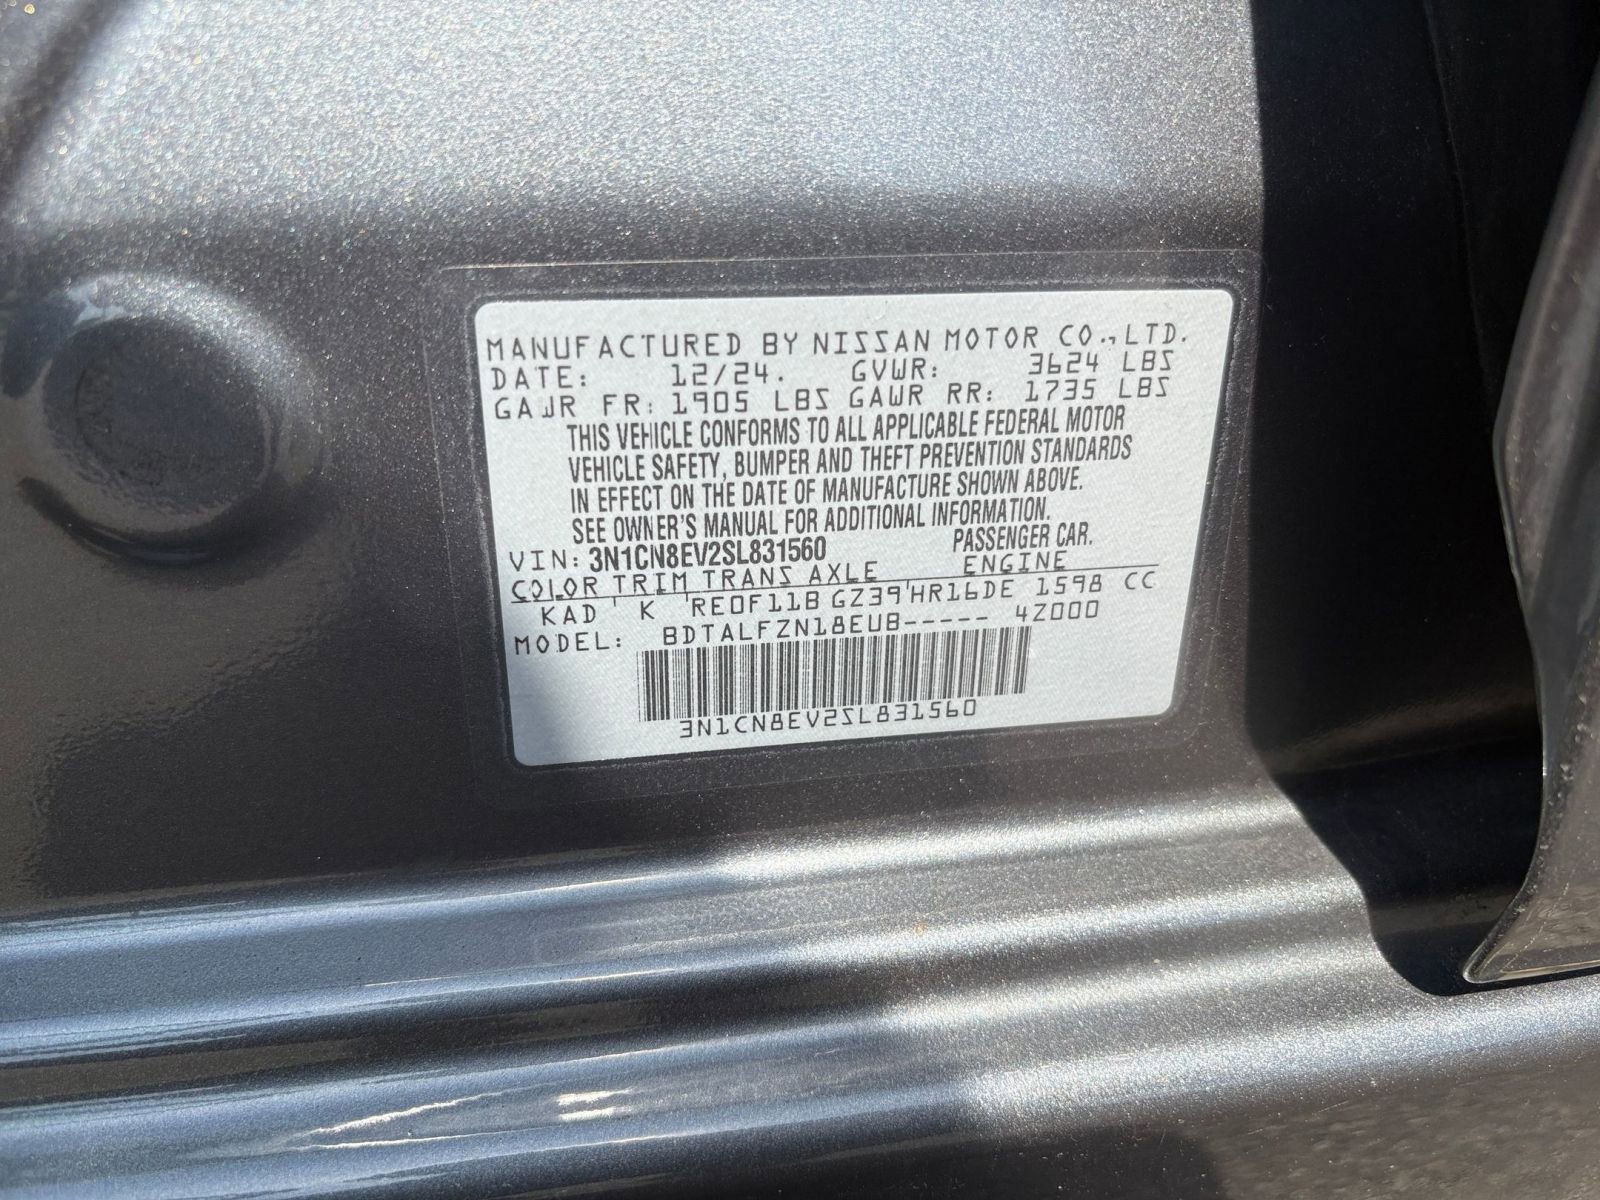 MANUFACTURED BY NISSAN MOTOR CO., LTD.
DATE: 12/24. GVWR: 3624 LBS
GAWR FR: 1905 LBS GAWR RR: 1735 LBS
THIS VEHICLE CONFORMS TO ALL APPLICABLE FEDERAL MOTOR
VEHICLE SAFETY, BUMPER AND THEFT PREVENTION STANDARDS
IN EFFECT ON THE DATE OF MANUFACTURE SHOWN ABOVE.
SEE OWNER'S MANUAL FOR ADDITIONAL INFORMATION.
VIN: 3N1CN8EV2SL831560 PASSENGER CAR.
COLOR TRIM TRANS AXLE ENGINE
KAD K RE0F11B GZ39 HR16DE 1598 CC
MODEL: BDTALFZN18EUB----- 4Z000
3N1CN8EV2SL831560